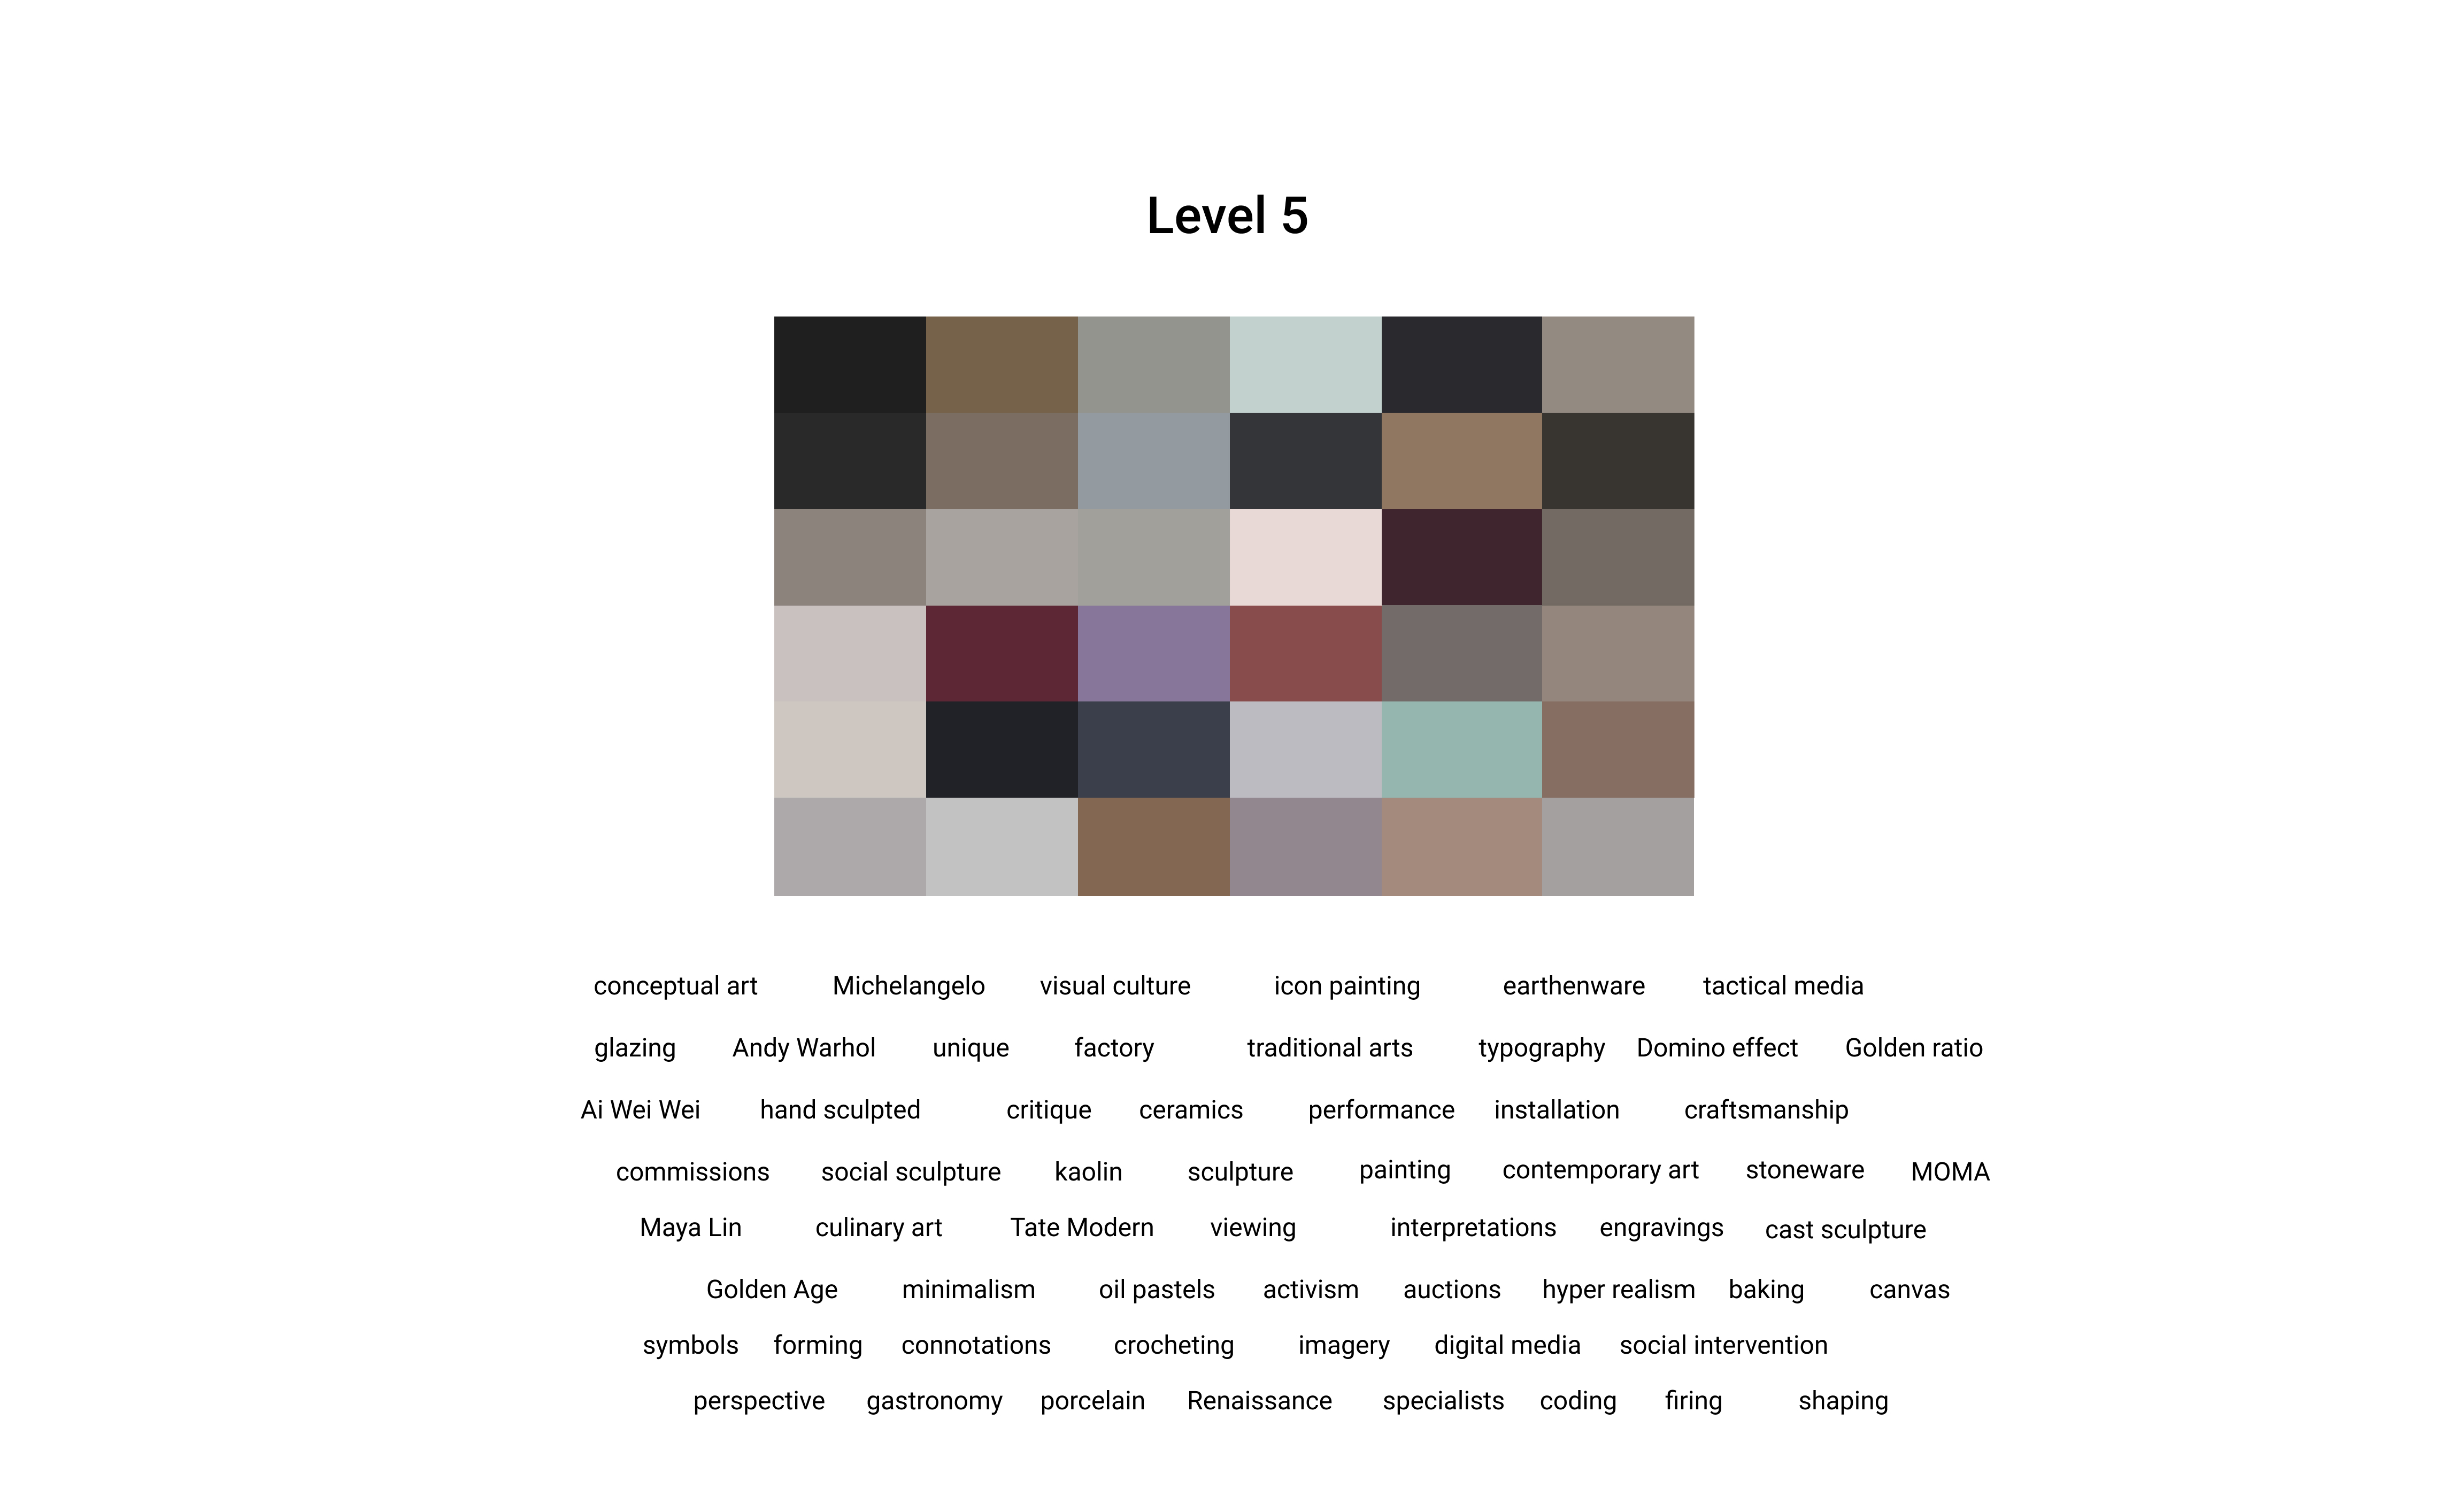 Level 5
conceptual art Michelangelo visual culture icon painting earthenware tactical media
glazing Andy Warhol unique factory traditional arts typography Domino effect Golden ratio
Ai Wei Wei hand sculpted critique ceramics performance installation craftsmanship
commissions social sculpture kaolin sculpture painting contemporary art stoneware MOMA
Maya Lin culinary art Tate Modern viewing interpretations engravings cast sculpture
Golden Age minimalism oil pastels activism auctions hyper realism baking canvas
symbols forming connotations crocheting imagery digital media social intervention
perspective gastronomy porcelain Renaissance specialists coding firing shaping